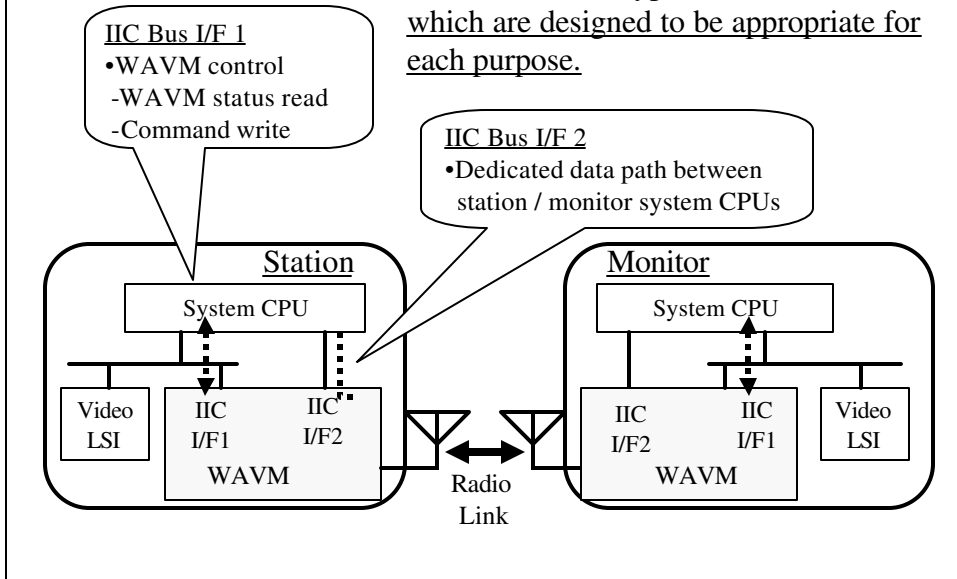 which are designed to be appropriate for
each purpose.
IIC Bus I/F 1
•WAVM control
-WAVM status read
-Command write
IIC Bus I/F 2
•Dedicated data path between
station / monitor system CPUs
Station
System CPU
Video
LSI
IIC
I/F1
IIC
I/F2
WAVM
Radio
Link
Monitor
System CPU
IIC
I/F2
IIC
I/F1
WAVM
Video
LSI